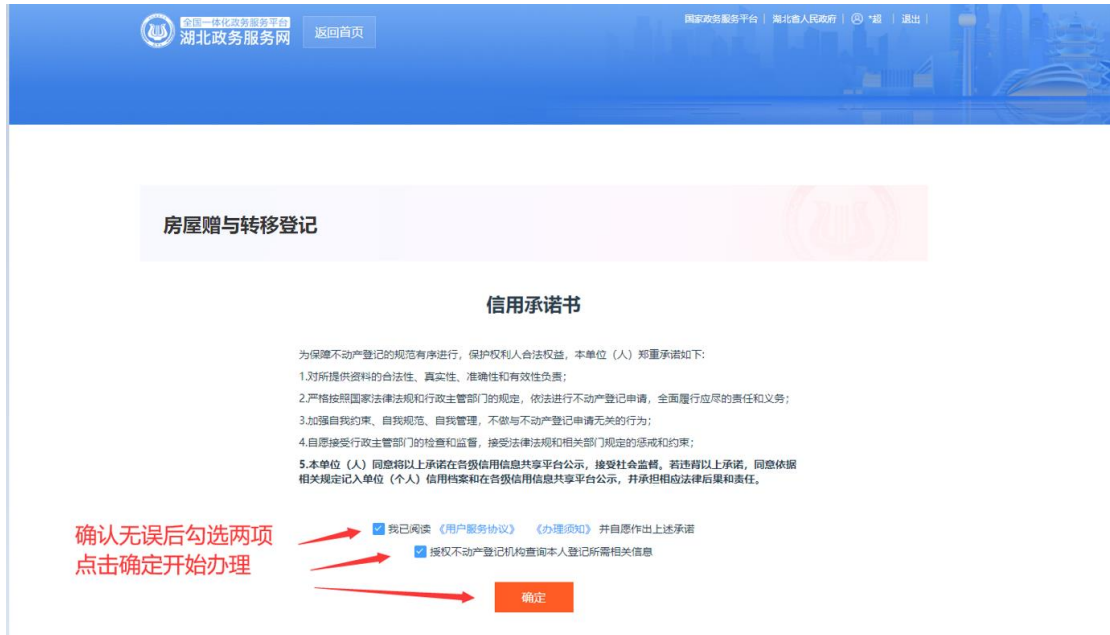 全国一体化政务服务平台
湖北政务服务网
返回首页
国家政务服务平台 | 湖北省人民政府 | *超 | 退出 |
房屋赠与转移登记
信用承诺书
为保障不动产登记的规范有序进行，保护权利人合法权益，本单位（人）郑重承诺如下:
1.对所提供资料的合法性、真实性、准确性和有效性负责；
2.严格按照国家法律法规和行政主管部门的规定，依法进行不动产登记申请，全面履行应尽的责任和义务；
3.加强自我约束、自我规范、自我管理，不做与不动产登记申请无关的行为；
4.自愿接受行政主管部门的检查和监督，接受法律法规和相关部门规定的惩戒和约束；
5.本单位（人）同意将以上承诺在各级信用信息共享平台公示，接受社会监督。若违背以上承诺，同意依据
相关规定记入单位（个人）信用档案和在各级信用信息共享平台公示，并承担相应法律后果和责任。
确认无误后勾选两项
点击确定开始办理
我已阅读 《用户服务协议》 《办理须知》 并自愿作出上述承诺
授权不动产登记机构查询本人登记所需相关信息
确定